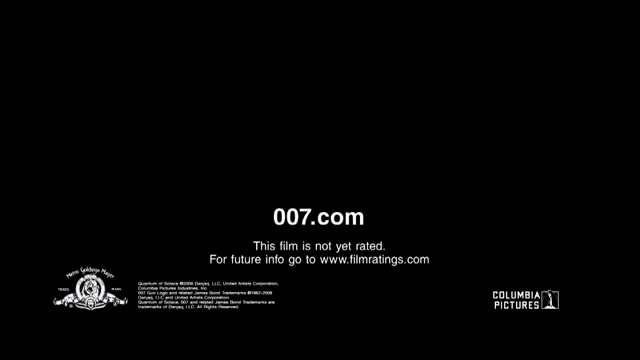 007.com
This film is not yet rated.
For future info go to www.filmratings.com
Metro Goldwyn Mayer
TRADE MARK
Quantum of Solace ©2008 Danjaq, LLC, United Artists Corporation,
Columbia Pictures Industries, Inc.
007 Gun Logo and related James Bond Trademarks ©1962-2008
Danjaq, LLC and United Artists Corporation.
Quantum of Solace, 007 and related James Bond Trademarks are
trademarks of Danjaq, LLC. All Rights Reserved.
COLUMBIA
PICTURES